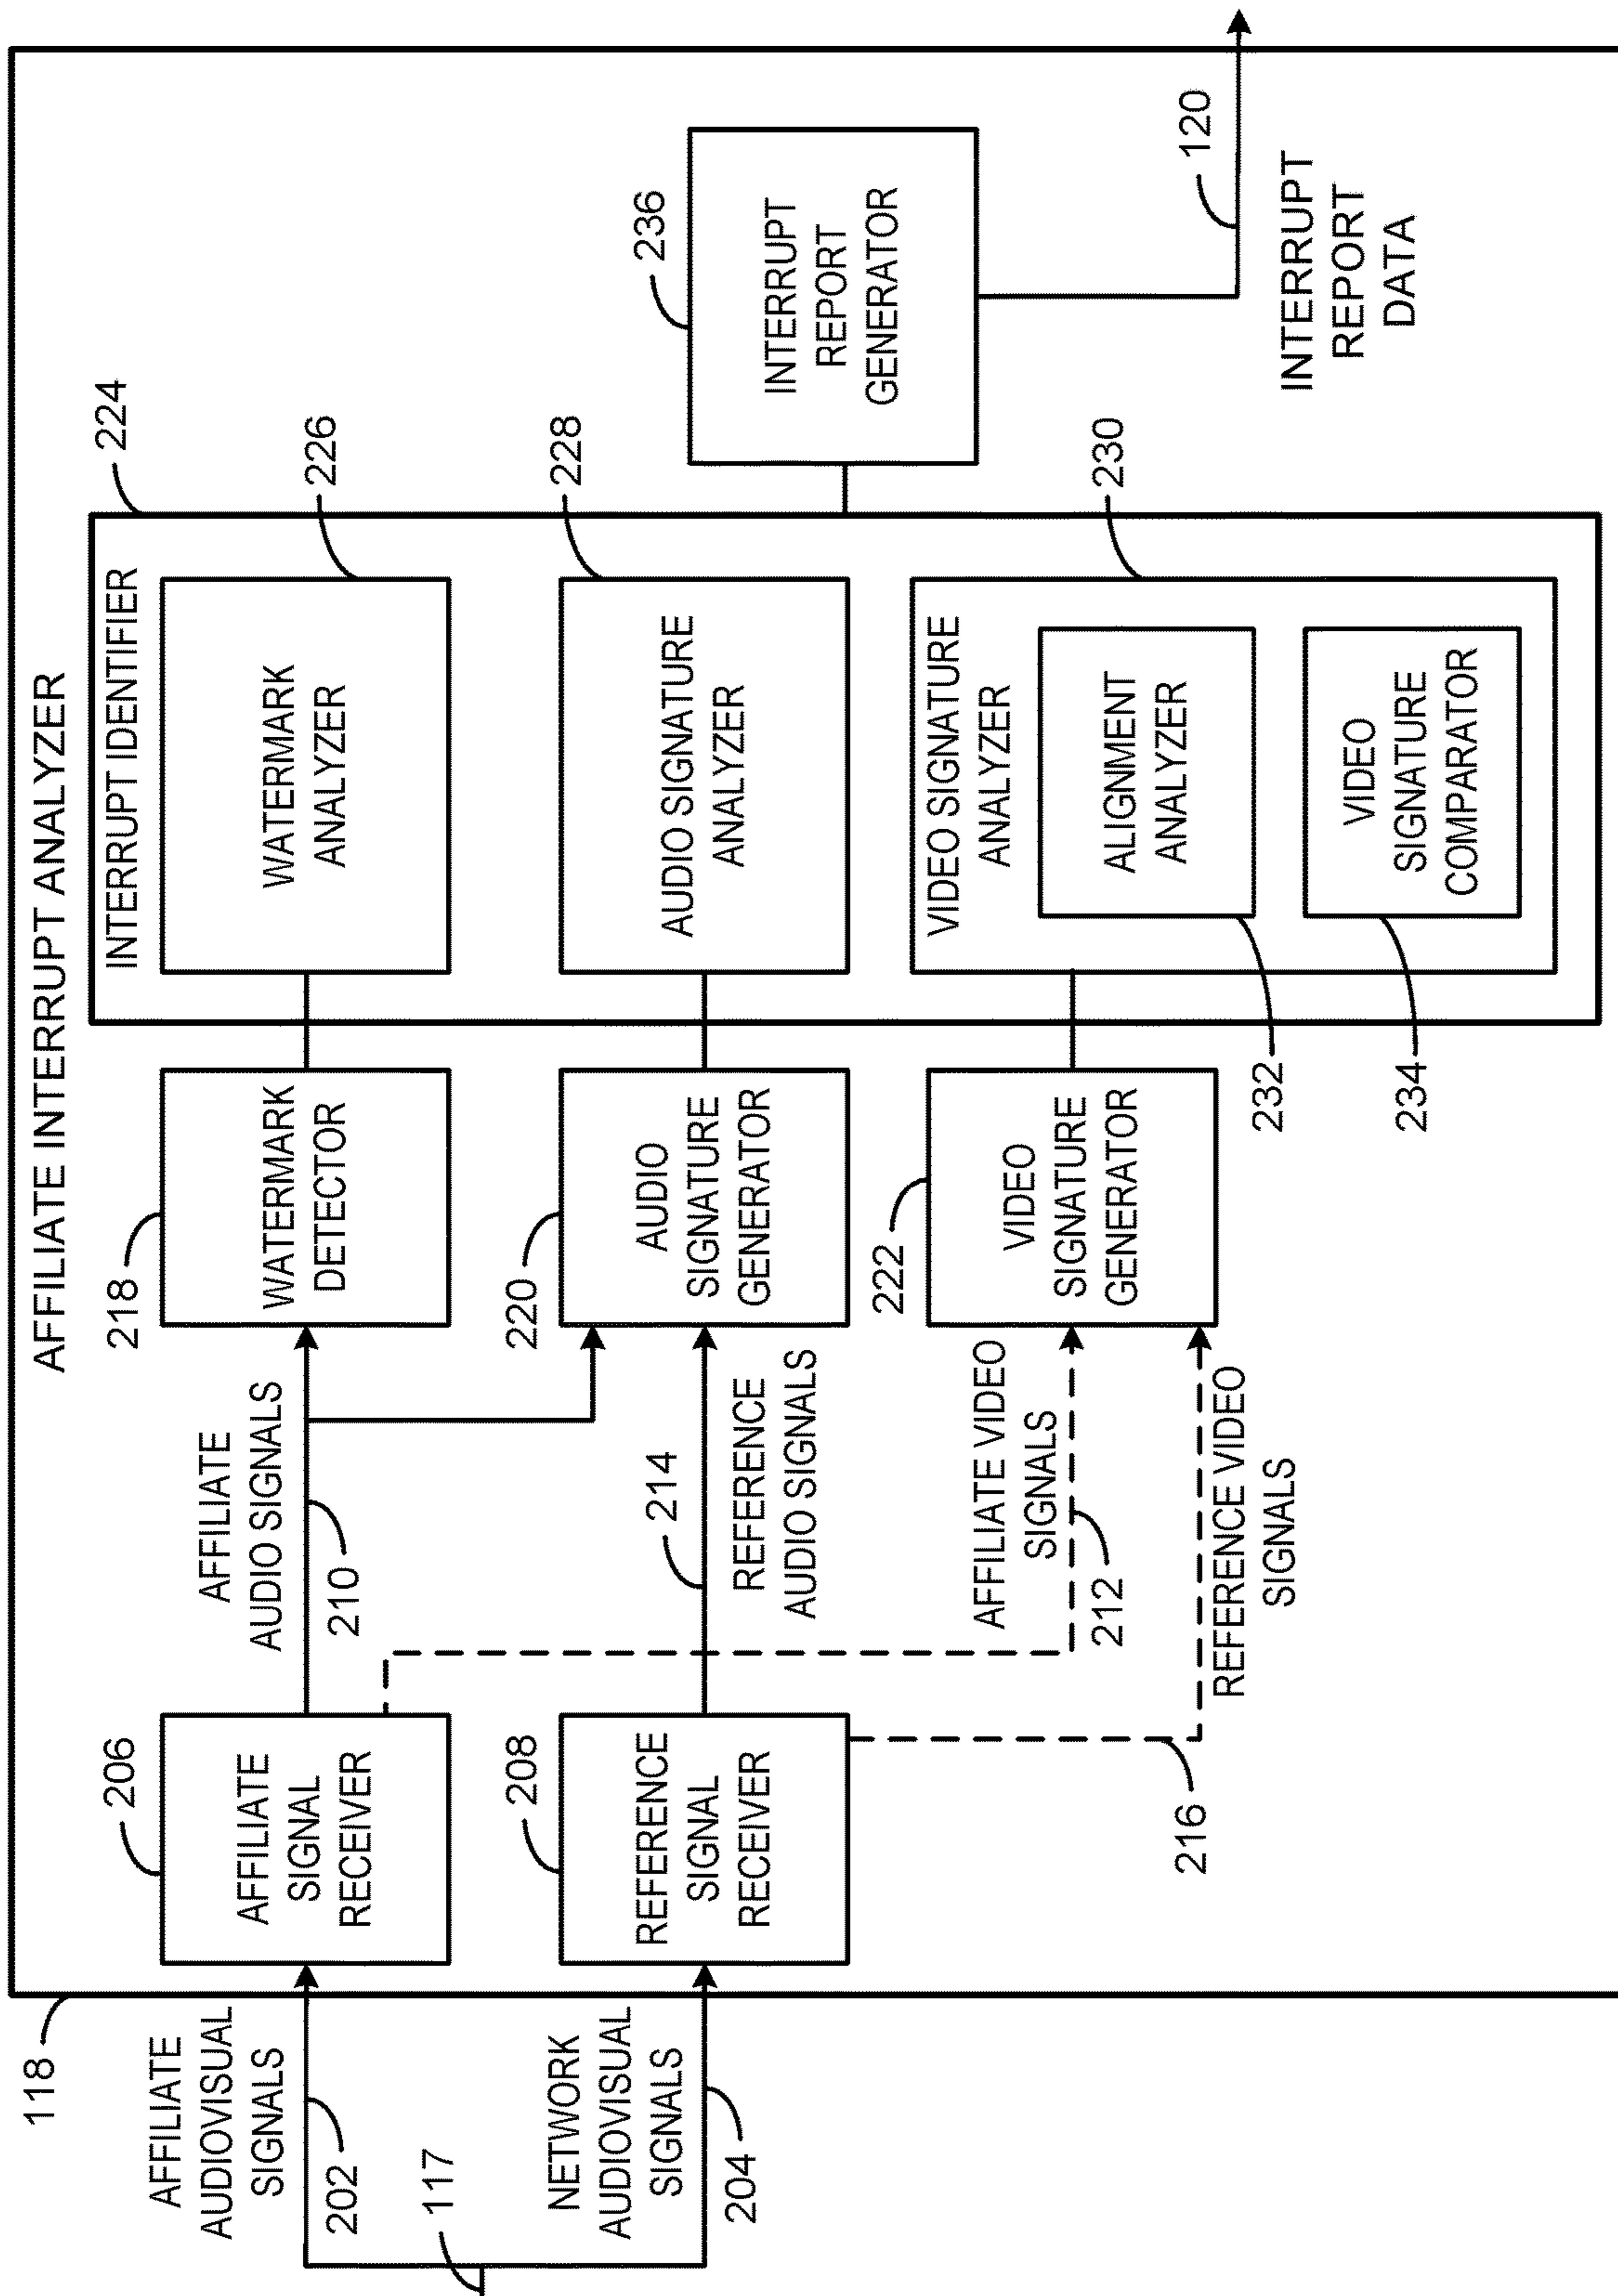 AFFILIATE INTERRUPT ANALYZER
118
AFFILIATE
AUDIOVISUAL
SIGNALS
202
117
NETWORK
AUDIOVISUAL
SIGNALS
204
206
AFFILIATE
SIGNAL
RECEIVER
208
REFERENCE
SIGNAL
RECEIVER
AFFILIATE
AUDIO SIGNALS
210
214
REFERENCE
AUDIO SIGNALS
AFFILIATE VIDEO
SIGNALS
212
216
REFERENCE VIDEO
SIGNALS
218
WATERMARK
DETECTOR
220
AUDIO
SIGNATURE
GENERATOR
222
VIDEO
SIGNATURE
GENERATOR
224
INTERRUPT IDENTIFIER
WATERMARK
ANALYZER
226
AUDIO SIGNATURE
ANALYZER
228
VIDEO SIGNATURE
ANALYZER
230
ALIGNMENT
ANALYZER
232
VIDEO
SIGNATURE
COMPARATOR
234
236
INTERRUPT
REPORT
GENERATOR
120
INTERRUPT
REPORT
DATA